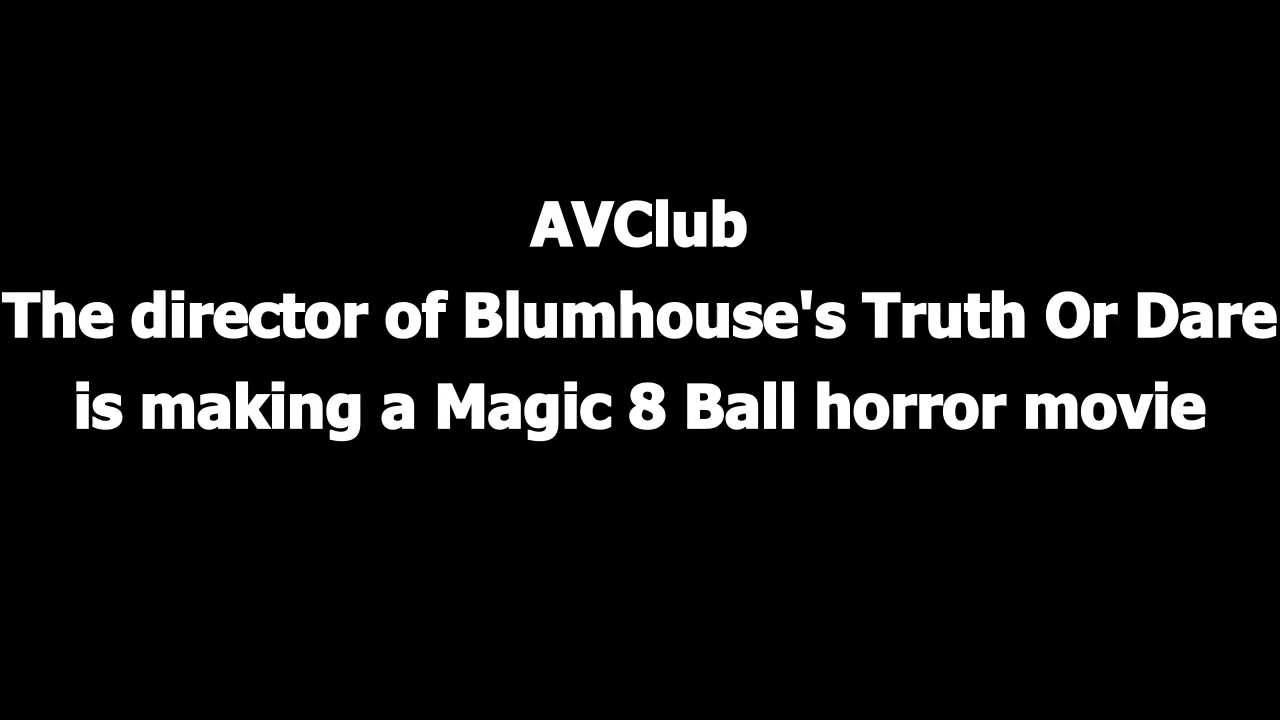 AVClub
The director of Blumhouse's Truth Or Dare
is making a Magic 8 Ball horror movie